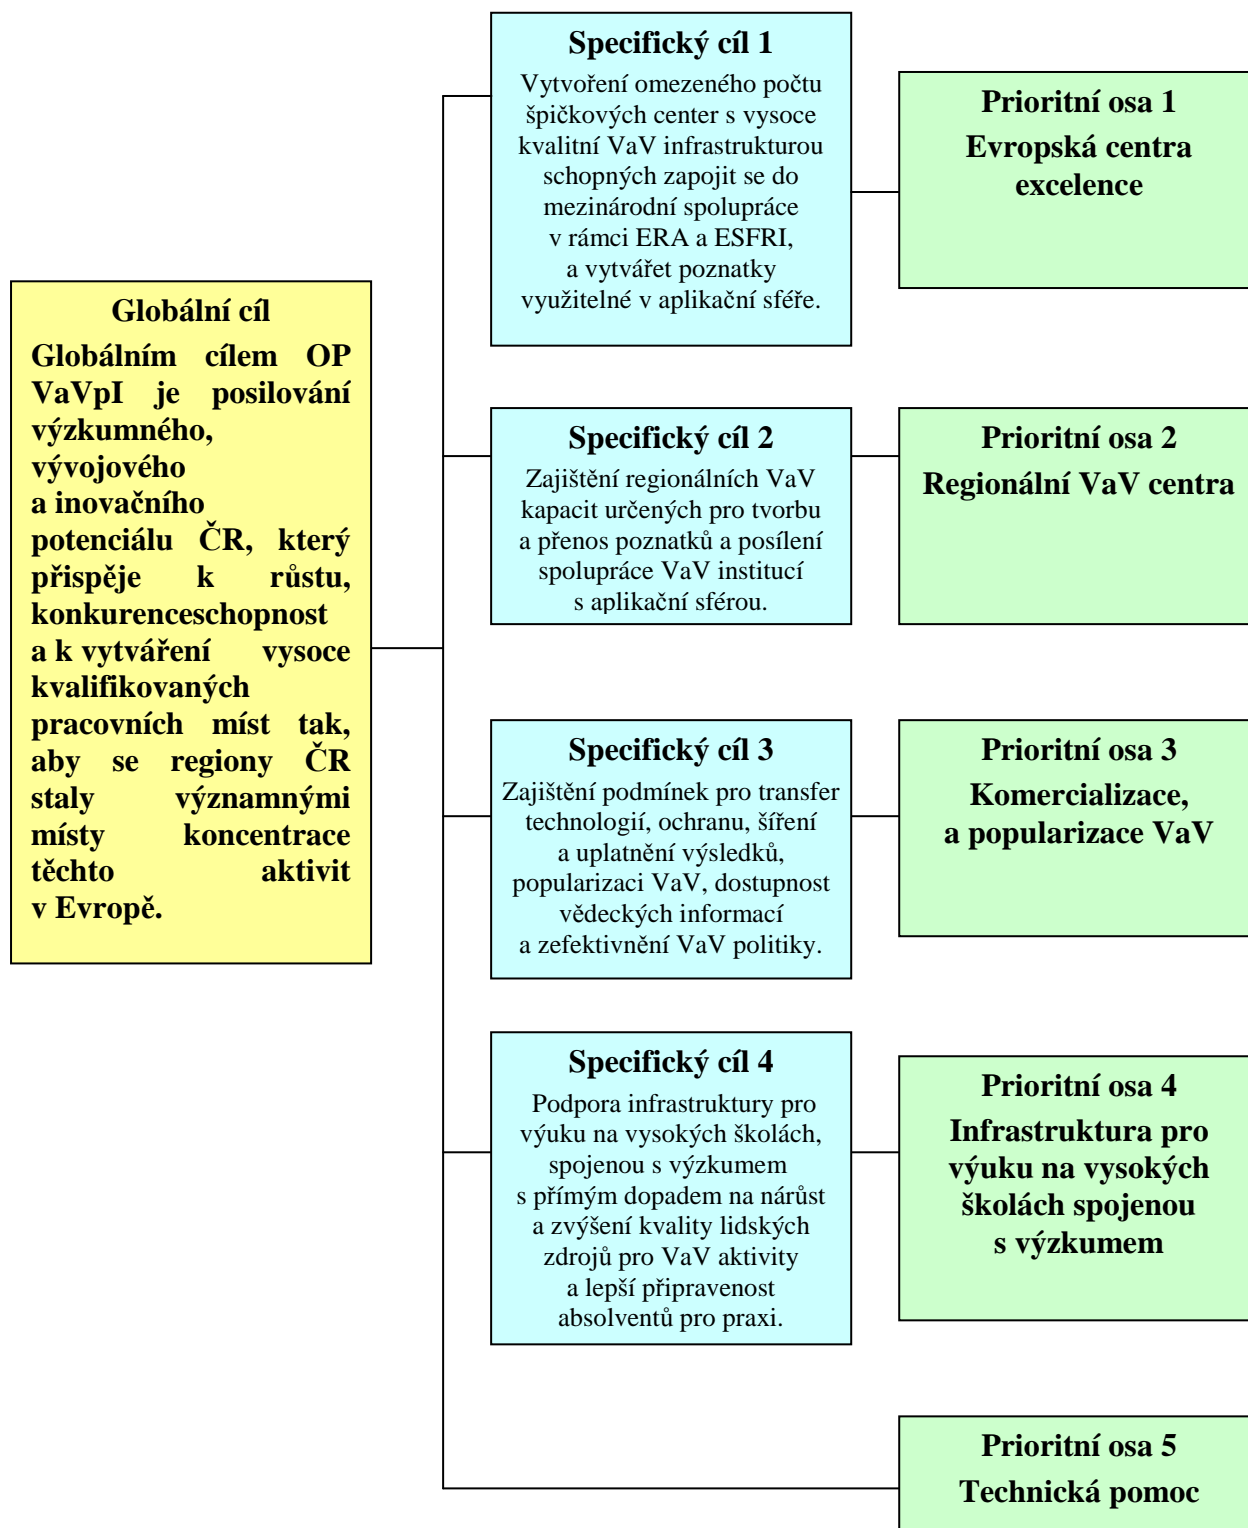 Globální cíl
Globálním cílem OP
VaVpI je posilování
výzkumného,
vývojového
a inovačního
potenciálu ČR, který
přispěje k růstu,
konkurenceschopnost
a k vytváření vysoce
kvalifikovaných
pracovních míst tak,
aby se regiony ČR
staly významnými
místy koncentrace
těchto aktivit
v Evropě.
Specifický cíl 1
Vytvoření omezeného počtu
špičkových center s vysoce
kvalitní VaV infrastrukturou
schopných zapojit se do
mezinárodní spolupráce
v rámci ERA a ESFRI,
a vytvářet poznatky
využitelné v aplikační sféře.
Prioritní osa 1
Evropská centra
excelence
Specifický cíl 2
Zajištění regionálních VaV
kapacit určených pro tvorbu
a přenos poznatků a posílení
spolupráce VaV institucí
s aplikační sférou.
Prioritní osa 2
Regionální VaV centra
Specifický cíl 3
Zajištění podmínek pro transfer
technologií, ochranu, šíření
a uplatnění výsledků,
popularizaci VaV, dostupnost
vědeckých informací
a zefektivnění VaV politiky.
Prioritní osa 3
Komercializace,
a popularizace VaV
Specifický cíl 4
Podpora infrastruktury pro
výuku na vysokých školách,
spojenou s výzkumem
s přímým dopadem na nárůst
a zvýšení kvality lidských
zdrojů pro VaV aktivity
a lepší připravenost
absolventů pro praxi.
Prioritní osa 4
Infrastruktura pro
výuku na vysokých
školách spojenou
s výzkumem
Prioritní osa 5
Technická pomoc